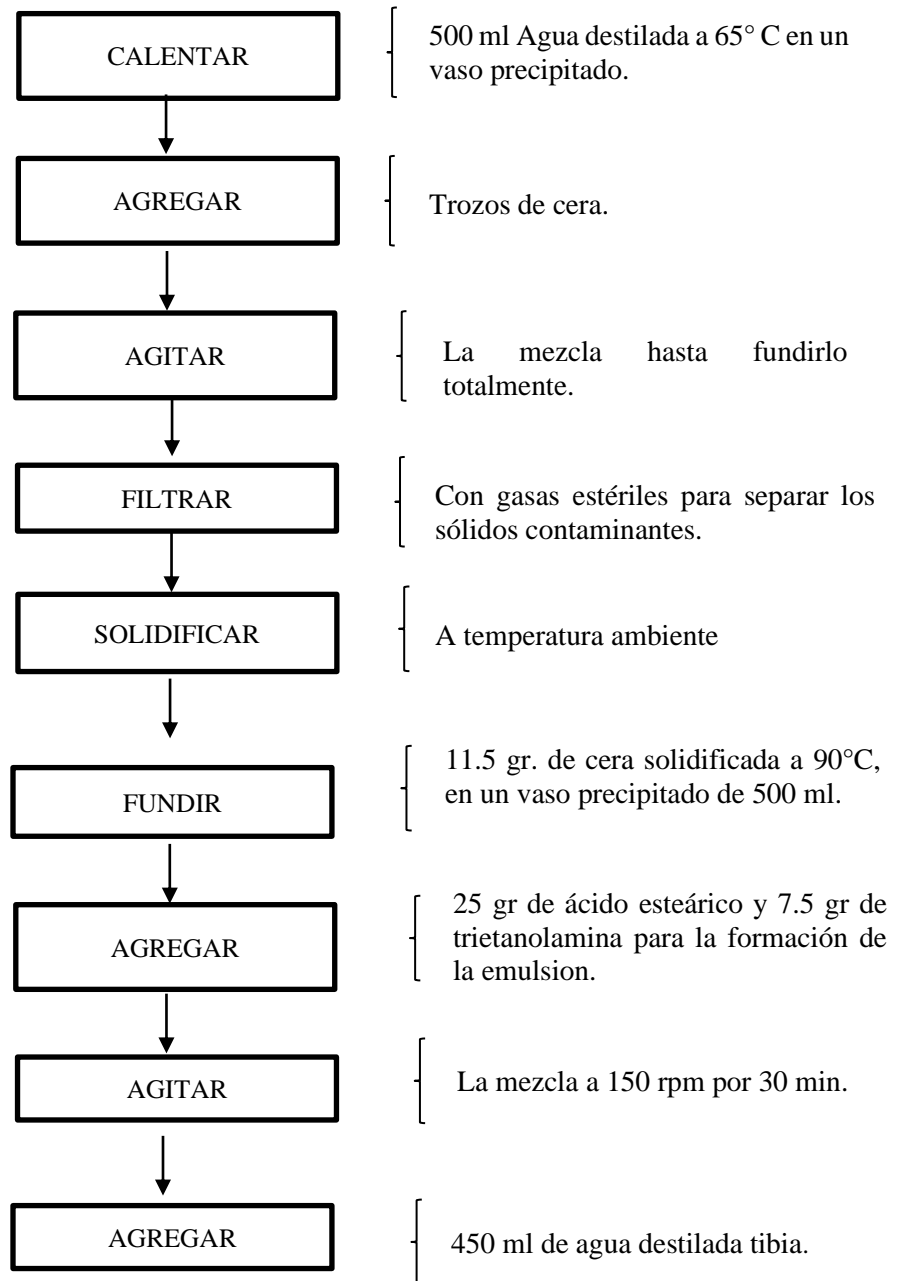 CALENTAR
500 ml Agua destilada a 65° C en un
vaso precipitado.
AGREGAR
Trozos de cera.
AGITAR
La mezcla hasta fundirlo
totalmente.
FILTRAR
Con gasas estériles para separar los
sólidos contaminantes.
SOLIDIFICAR
A temperatura ambiente
FUNDIR
11.5 gr. de cera solidificada a 90°C,
en un vaso precipitado de 500 ml.
AGREGAR
25 gr de ácido esteárico y 7.5 gr de
trietanolamina para la formación de
la emulsion.
AGITAR
La mezcla a 150 rpm por 30 min.
AGREGAR
450 ml de agua destilada tibia.